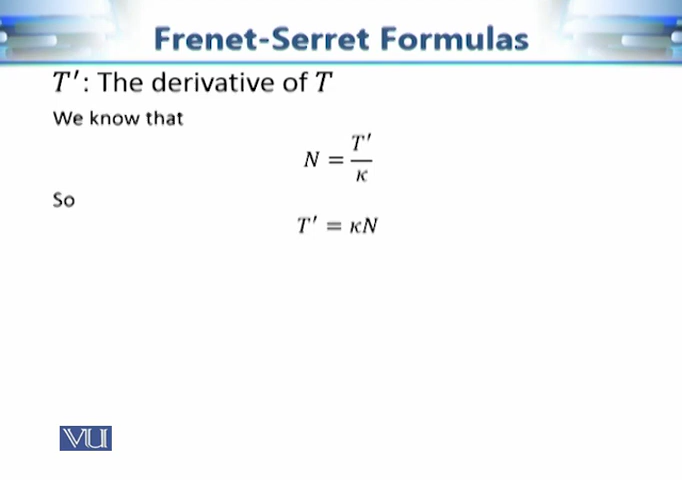 Frenet-Serret Formulas
T′: The derivative of T
We know that
N = T′/κ
So
T′ = κN
VU